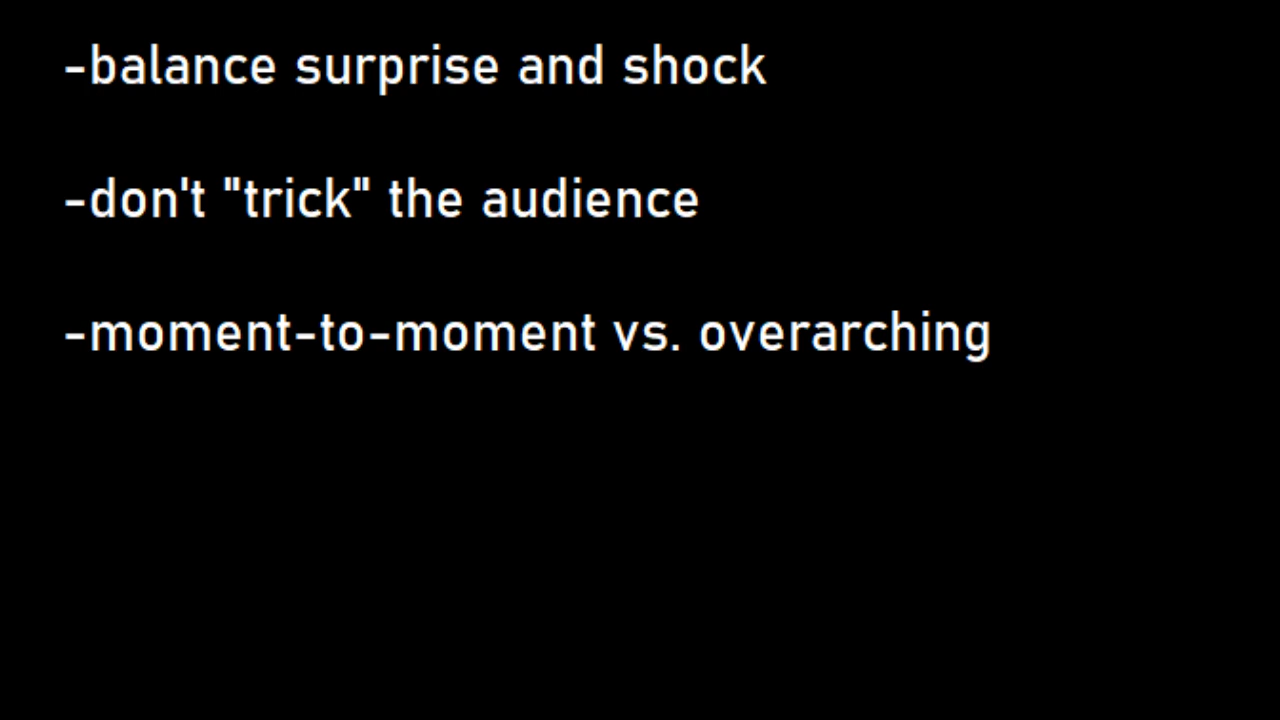 -balance surprise and shock
-don't "trick" the audience
-moment-to-moment vs. overarching